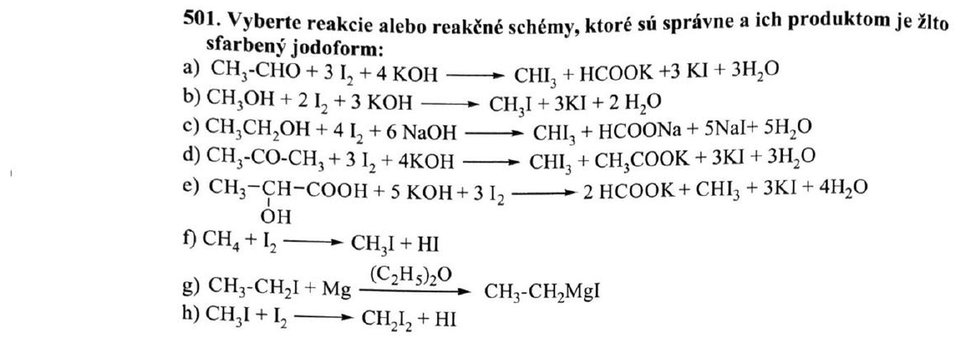 501. Vyberte reakcie alebo reakčné schémy, ktoré sú správne a ich produktom je žlto
sfarbený jodoform:
a) CH₃-CHO + 3 I₂ + 4 KOH ⟶ CHI₃ + HCOOK +3 KI + 3H₂O
b) CH₃OH + 2 I₂ + 3 KOH ⟶ CH₃I + 3KI + 2 H₂O
c) CH₃CH₂OH + 4 I₂ + 6 NaOH ⟶ CHI₃ + HCOONa + 5NaI+ 5H₂O
d) CH₃-CO-CH₃ + 3 I₂ + 4KOH ⟶ CHI₃ + CH₃COOK + 3KI + 3H₂O
e) CH₃-CH-COOH + 5 KOH + 3 I₂ ⟶ 2 HCOOK + CHI₃ + 3KI + 4H₂O
OH
f) CH₄ + I₂ ⟶ CH₃I + HI
(C₂H₅)₂O
g) CH₃-CH₂I + Mg ⟶ CH₃-CH₂MgI
h) CH₃I + I₂ ⟶ CH₂I₂ + HI